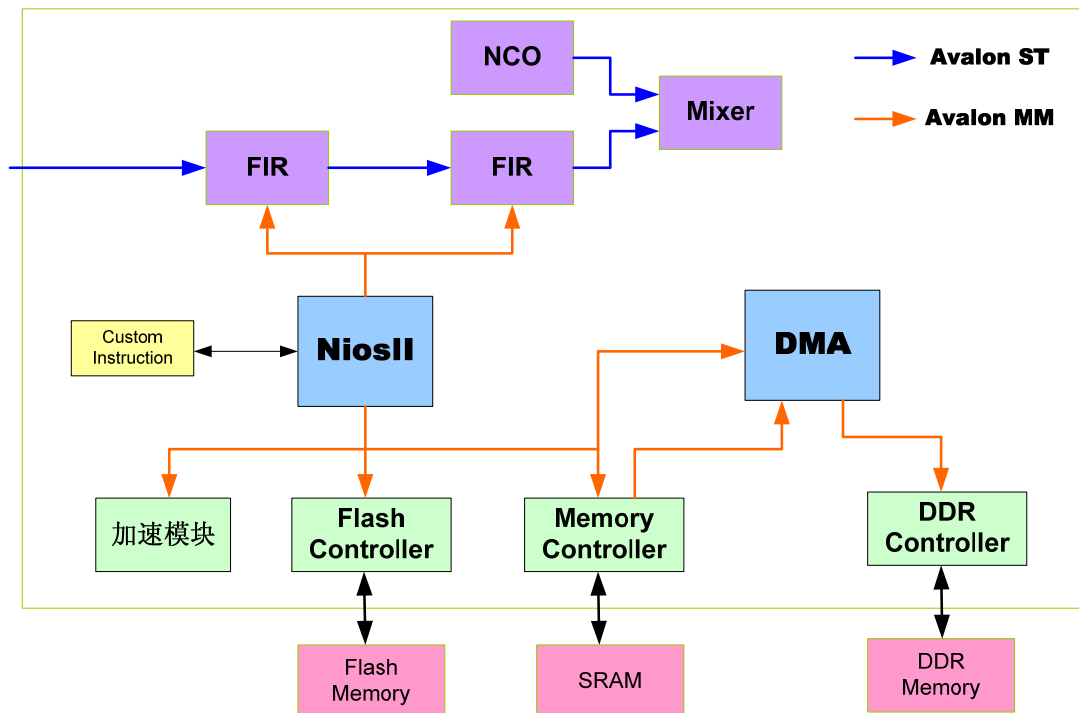 NCO
Avalon ST
Mixer
Avalon MM
FIR
FIR
Custom
Instruction
NiosII
DMA
加速模块
Flash
Controller
Memory
Controller
DDR
Controller
Flash
Memory
SRAM
DDR
Memory